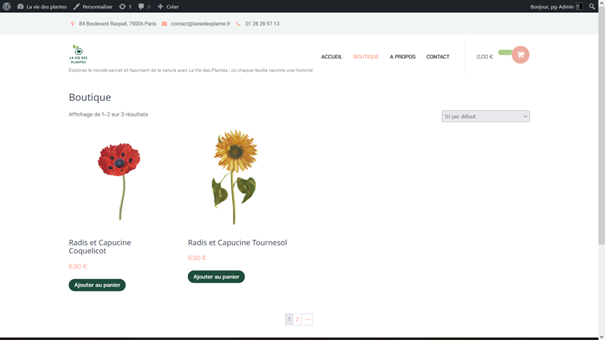 La vie des plantes Personnaliser 1 0 Créer Bonjour, pg-Admin
84 Boulevard Raspail, 75006 Paris contact@laviedesplante.fr 01 28 28 97 13
LA VIE DES
PLANTES
ACCUEIL BOUTIQUE A PROPOS CONTACT 0,00 €
Explorez le monde secret et fascinant de la nature avec La Vie des Plantes : où chaque feuille raconte une histoire!
Boutique
Affichage de 1–2 sur 3 résultats
Tri par défaut
Radis et Capucine
Coquelicot
6,90 €
Ajouter au panier
Radis et Capucine Tournesol
6,90 €
Ajouter au panier
1 2 →